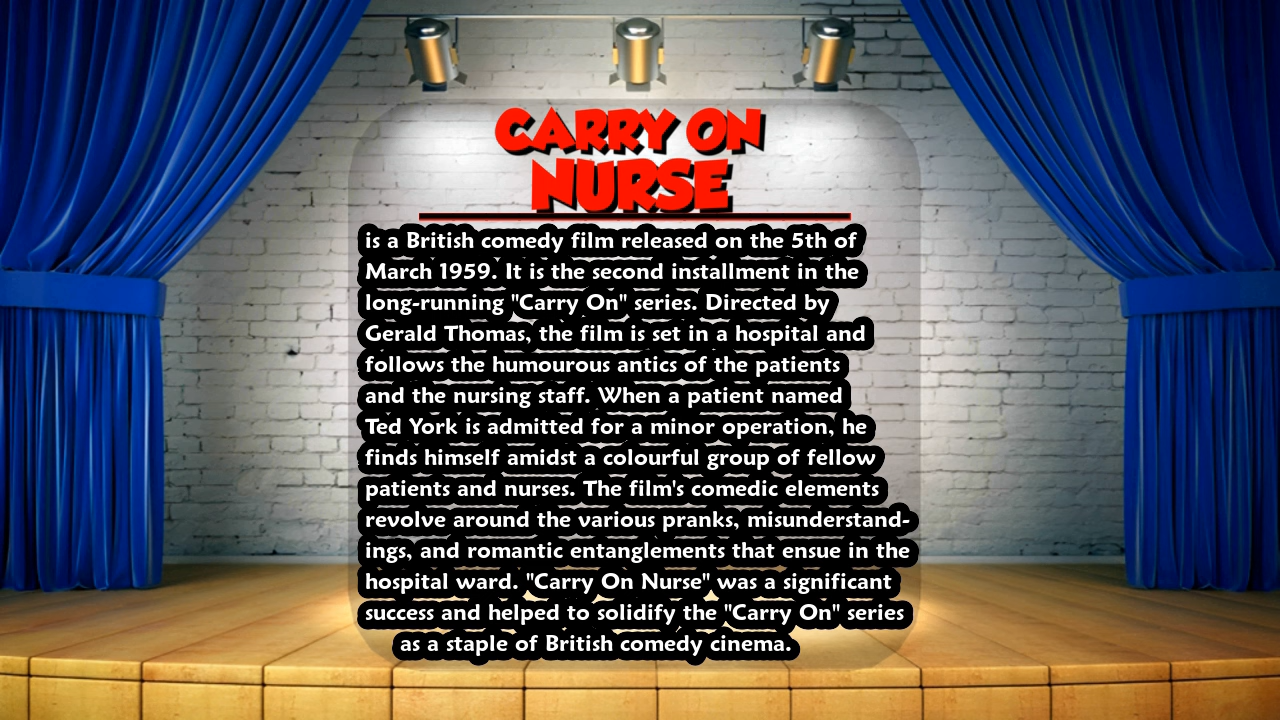 CARRY ON
NURSE
is a British comedy film released on the 5th of
March 1959. It is the second installment in the
long-running "Carry On" series. Directed by
Gerald Thomas, the film is set in a hospital and
follows the humourous antics of the patients
and the nursing staff. When a patient named
Ted York is admitted for a minor operation, he
finds himself amidst a colourful group of fellow
patients and nurses. The film's comedic elements
revolve around the various pranks, misunderstand-
ings, and romantic entanglements that ensue in the
hospital ward. "Carry On Nurse" was a significant
success and helped to solidify the "Carry On" series
as a staple of British comedy cinema.